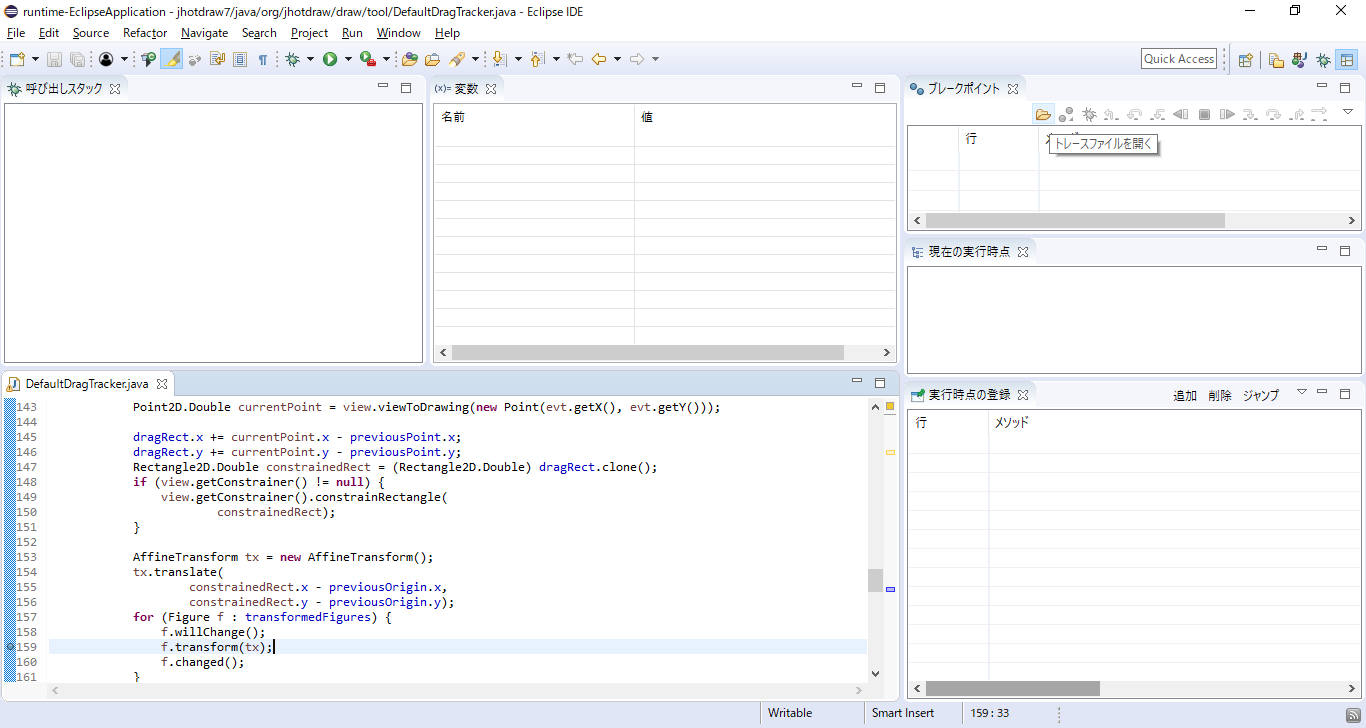 runtime-EclipseApplication - jhotdraw7/java/org/jhotdraw/draw/tool/DefaultDragTracker.java - Eclipse IDE
File Edit Source Refactor Navigate Search Project Run Window Help
Quick Access
呼び出しスタック
(x)= 変数
名前 値
ブレークポイント
行
トレースファイルを開く
現在の実行時点
実行時点の登録 追加 削除 ジャンプ
行 メソッド
DefaultDragTracker.java
143 Point2D.Double currentPoint = view.viewToDrawing(new Point(evt.getX(), evt.getY()));
144
145 dragRect.x += currentPoint.x - previousPoint.x;
146 dragRect.y += currentPoint.y - previousPoint.y;
147 Rectangle2D.Double constrainedRect = (Rectangle2D.Double) dragRect.clone();
148 if (view.getConstrainer() != null) {
149 view.getConstrainer().constrainRectangle(
150 constrainedRect);
151 }
152
153 AffineTransform tx = new AffineTransform();
154 tx.translate(
155 constrainedRect.x - previousOrigin.x,
156 constrainedRect.y - previousOrigin.y);
157 for (Figure f : transformedFigures) {
158 f.willChange();
159 f.transform(tx);
160 f.changed();
161 }
Writable Smart Insert 159 : 33